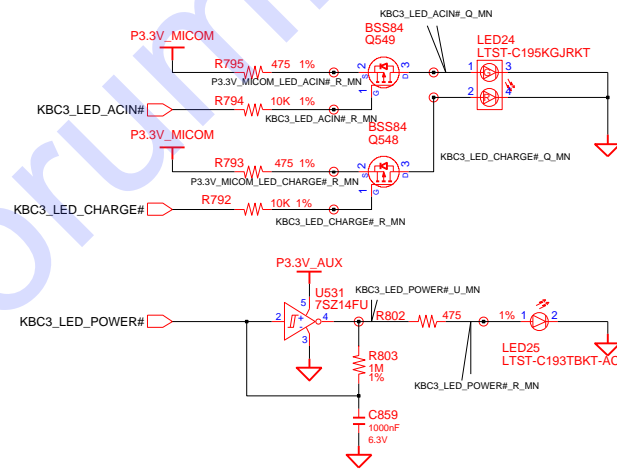 KBC3_LED_ACIN#_Q_MN
P3.3V_MICOM
BSS84
Q549
LED24
LTST-C195KGJRKT
R795 475 1%
2 S D 3
1 3
P3.3V_MICOM_LED_ACIN#_R_MN
1 G
KBC3_LED_ACIN#
R794 10K 1%
2 4
KBC3_LED_ACIN#_R_MN
P3.3V_MICOM
BSS84
Q548
KBC3_LED_CHARGE#_Q_MN
R793 475 1%
2 S D 3
P3.3V_MICOM_LED_CHARGE#_R_MN
1 G
R792 10K 1%
KBC3_LED_CHARGE#
KBC3_LED_CHARGE#_R_MN
P3.3V_AUX
U531
7SZ14FU
KBC3_LED_POWER#_U_MN
5
KBC3_LED_POWER#
2 + - 4
R802 475 1%
1 2
3
LED25
LTST-C193TBKT-AC
R803
1M
1%
KBC3_LED_POWER#_R_MN
C859
1000nF
6.3V